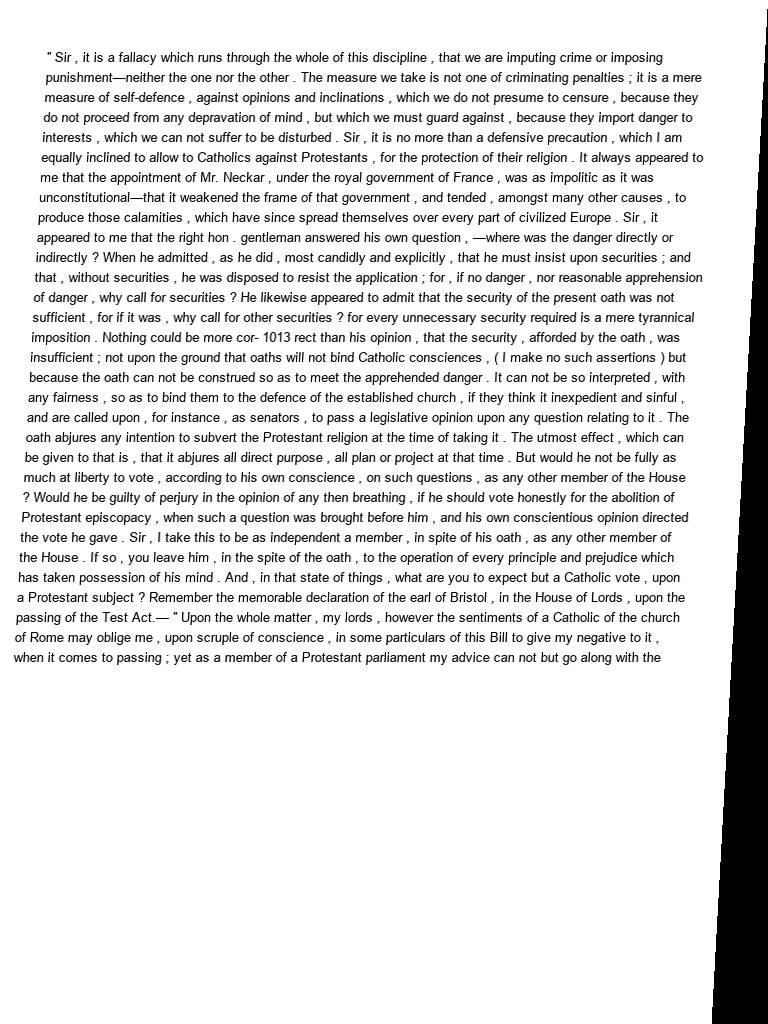 " Sir , it is a fallacy which runs through the whole of this discipline , that we are imputing crime or imposing
punishment—neither the one nor the other . The measure we take is not one of criminating penalties ; it is a mere
measure of self-defence , against opinions and inclinations , which we do not presume to censure , because they
do not proceed from any depravation of mind , but which we must guard against , because they import danger to
interests , which we can not suffer to be disturbed . Sir , it is no more than a defensive precaution , which I am
equally inclined to allow to Catholics against Protestants , for the protection of their religion . It always appeared to
me that the appointment of Mr. Neckar , under the royal government of France , was as impolitic as it was
unconstitutional—that it weakened the frame of that government , and tended , amongst many other causes , to
produce those calamities , which have since spread themselves over every part of civilized Europe . Sir , it
appeared to me that the right hon . gentleman answered his own question , —where was the danger directly or
indirectly ? When he admitted , as he did , most candidly and explicitly , that he must insist upon securities ; and
that , without securities , he was disposed to resist the application ; for , if no danger , nor reasonable apprehension
of danger , why call for securities ? He likewise appeared to admit that the security of the present oath was not
sufficient , for if it was , why call for other securities ? for every unnecessary security required is a mere tyrannical
imposition . Nothing could be more cor- 1013 rect than his opinion , that the security , afforded by the oath , was
insufficient ; not upon the ground that oaths will not bind Catholic consciences , ( I make no such assertions ) but
because the oath can not be construed so as to meet the apprehended danger . It can not be so interpreted , with
any fairness , so as to bind them to the defence of the established church , if they think it inexpedient and sinful ,
and are called upon , for instance , as senators , to pass a legislative opinion upon any question relating to it . The
oath abjures any intention to subvert the Protestant religion at the time of taking it . The utmost effect , which can
be given to that is , that it abjures all direct purpose , all plan or project at that time . But would he not be fully as
much at liberty to vote , according to his own conscience , on such questions , as any other member of the House
? Would he be guilty of perjury in the opinion of any then breathing , if he should vote honestly for the abolition of
Protestant episcopacy , when such a question was brought before him , and his own conscientious opinion directed
the vote he gave . Sir , I take this to be as independent a member , in spite of his oath , as any other member of
the House . If so , you leave him , in the spite of the oath , to the operation of every principle and prejudice which
has taken possession of his mind . And , in that state of things , what are you to expect but a Catholic vote , upon
a Protestant subject ? Remember the memorable declaration of the earl of Bristol , in the House of Lords , upon the
passing of the Test Act.— " Upon the whole matter , my lords , however the sentiments of a Catholic of the church
of Rome may oblige me , upon scruple of conscience , in some particulars of this Bill to give my negative to it ,
when it comes to passing ; yet as a member of a Protestant parliament my advice can not but go along with the